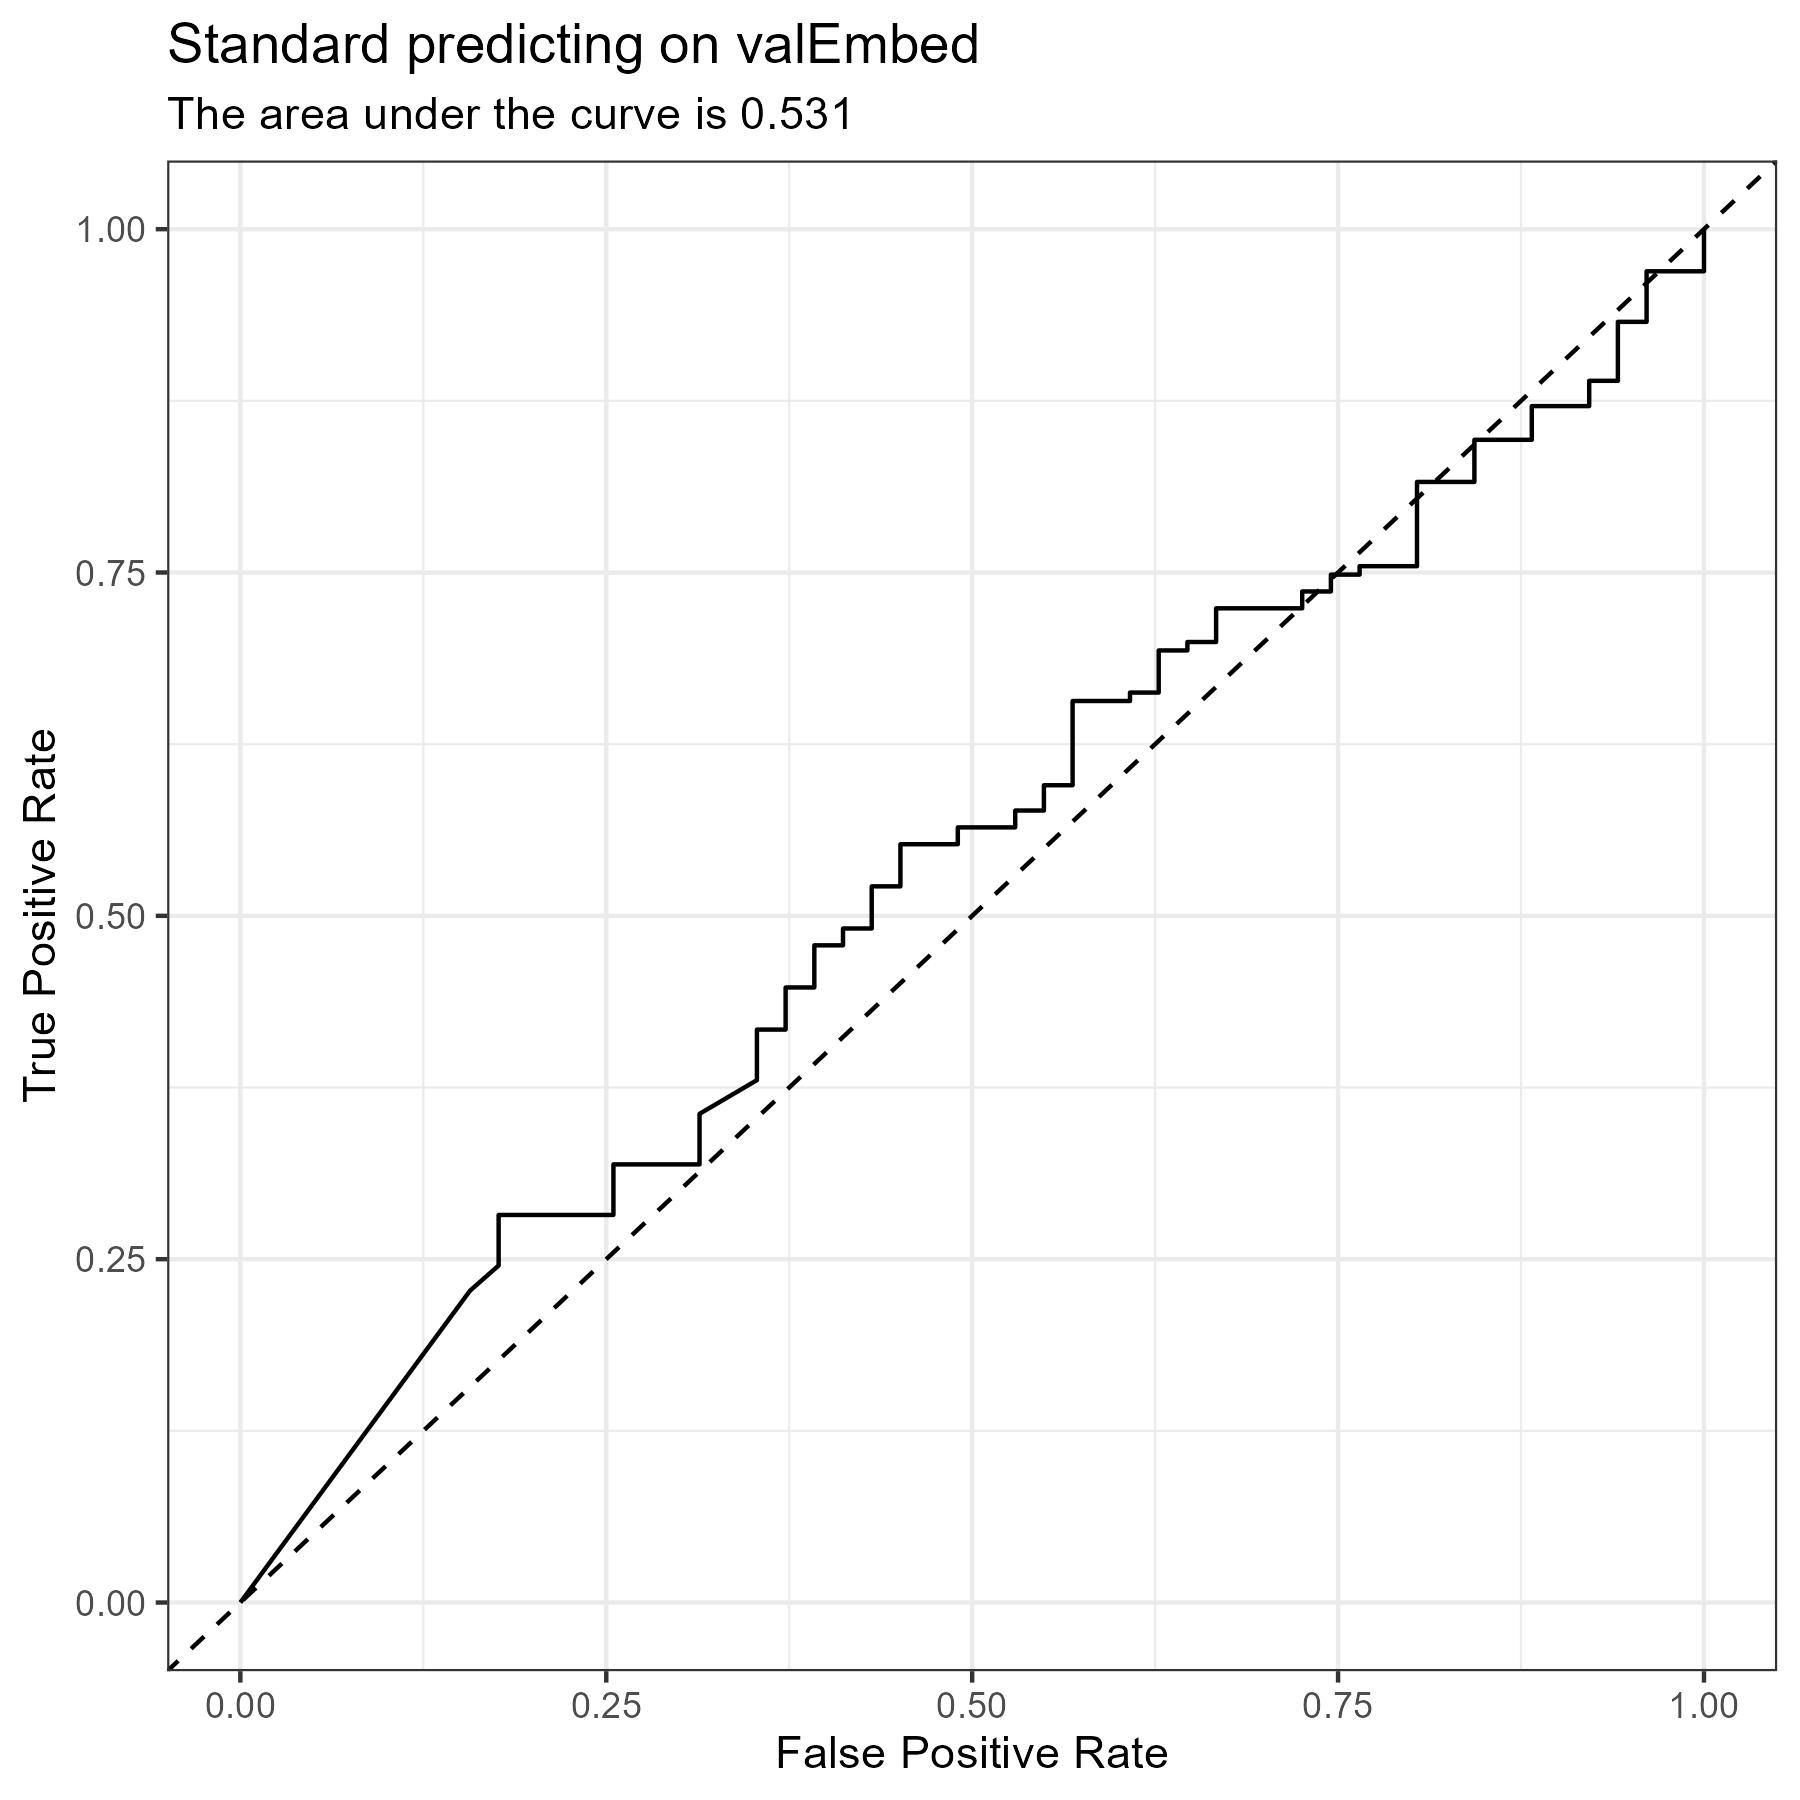 Standard predicting on valEmbed
The area under the curve is 0.531
True Positive Rate
1.00
0.75
0.50
0.25
0.00
0.00 0.25 0.50 0.75 1.00
False Positive Rate